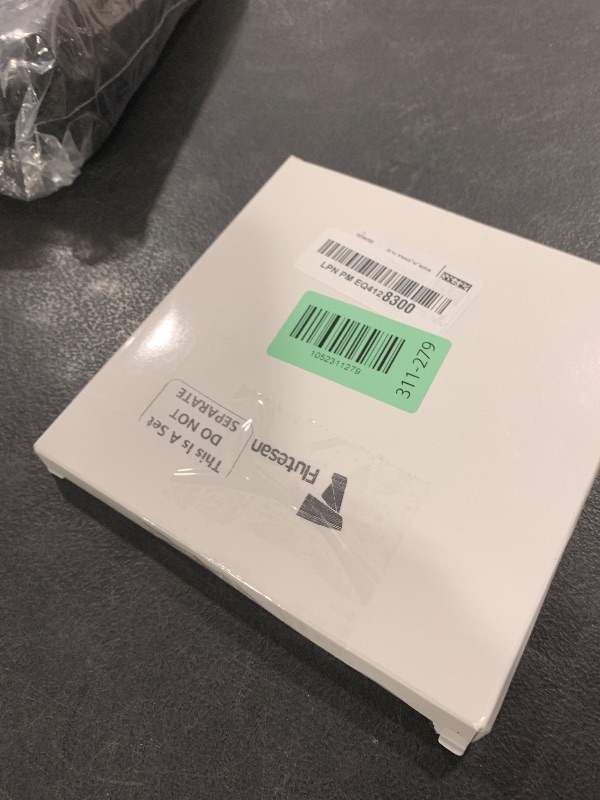 LPN PM EQ4128300
1052311279
311-279
Flutesan
This Is A Set
DO NOT
SEPARATE